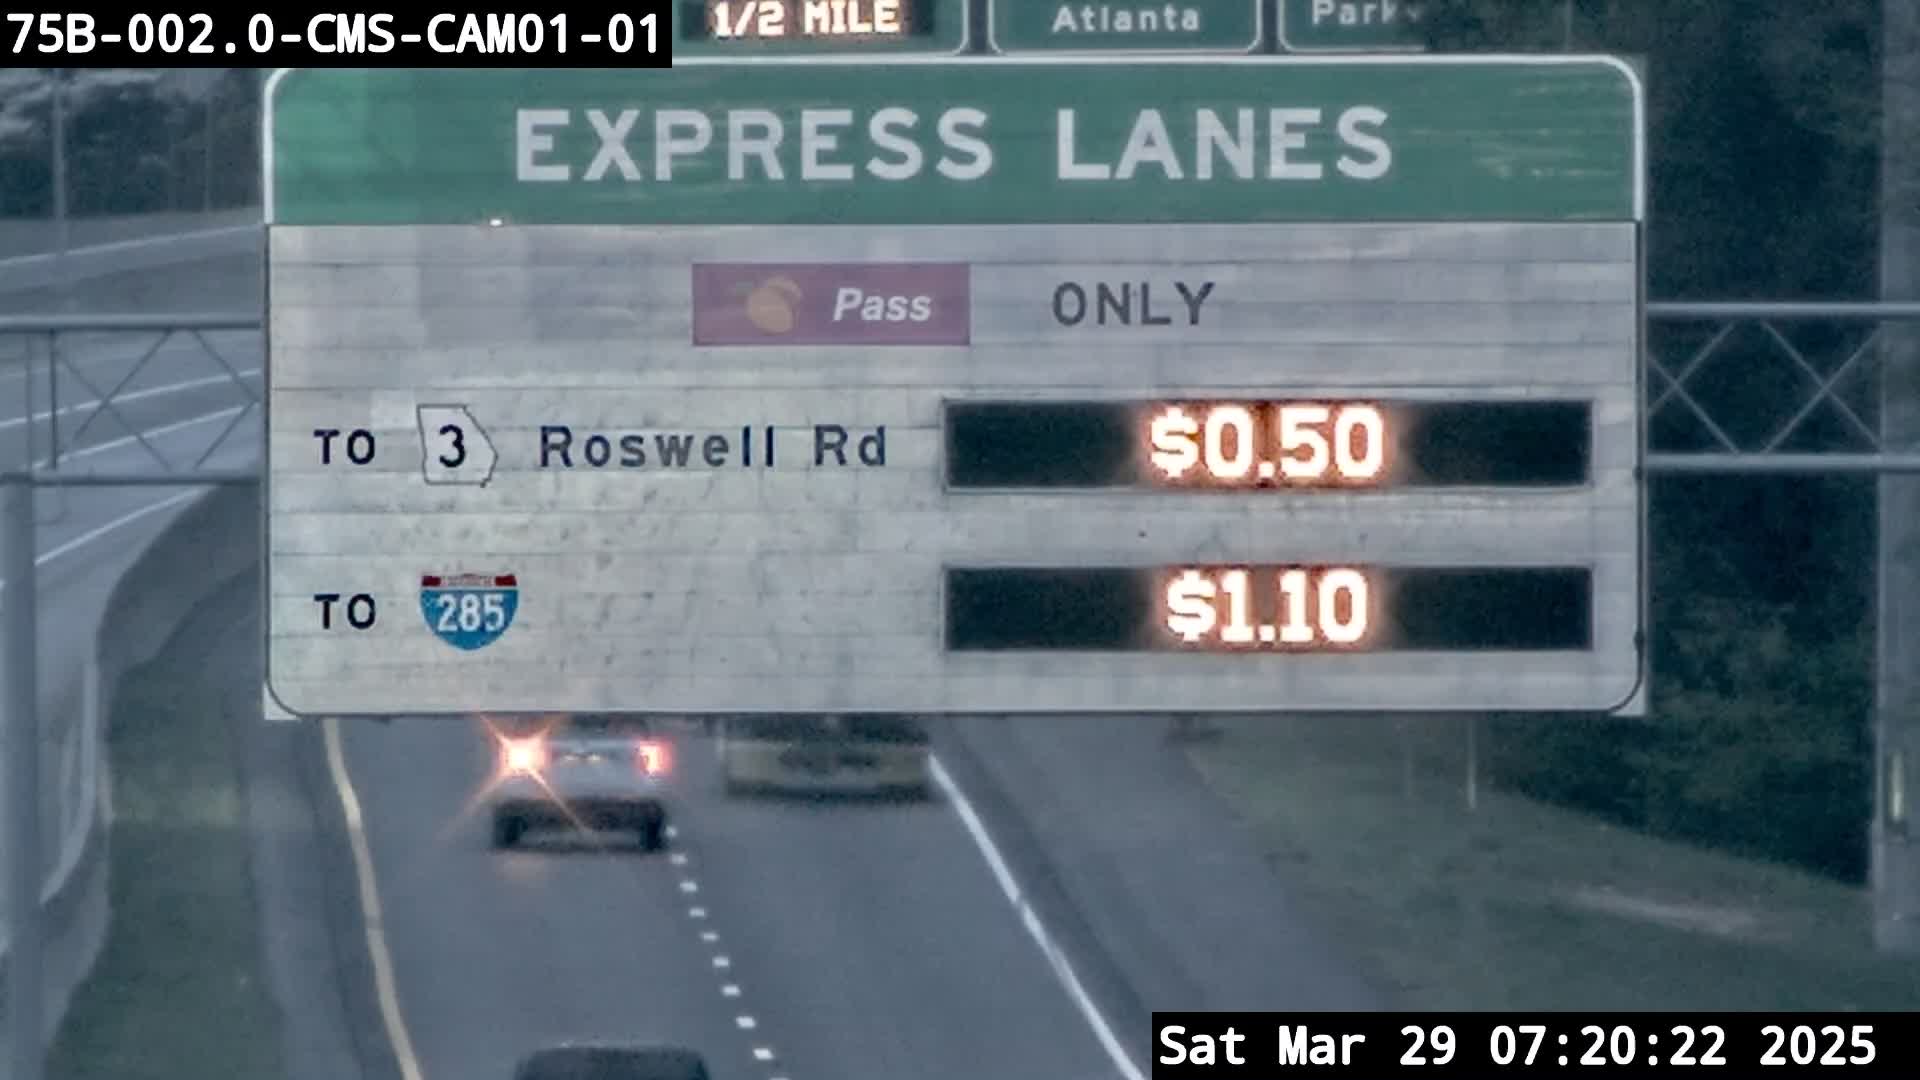 75B-002.0-CMS-CAM01-01
1/2 MILE
Atlanta
EXPRESS LANES
Pass ONLY
TO 3 Roswell Rd $0.50
TO 285 $1.10
Sat Mar 29 07:20:22 2025